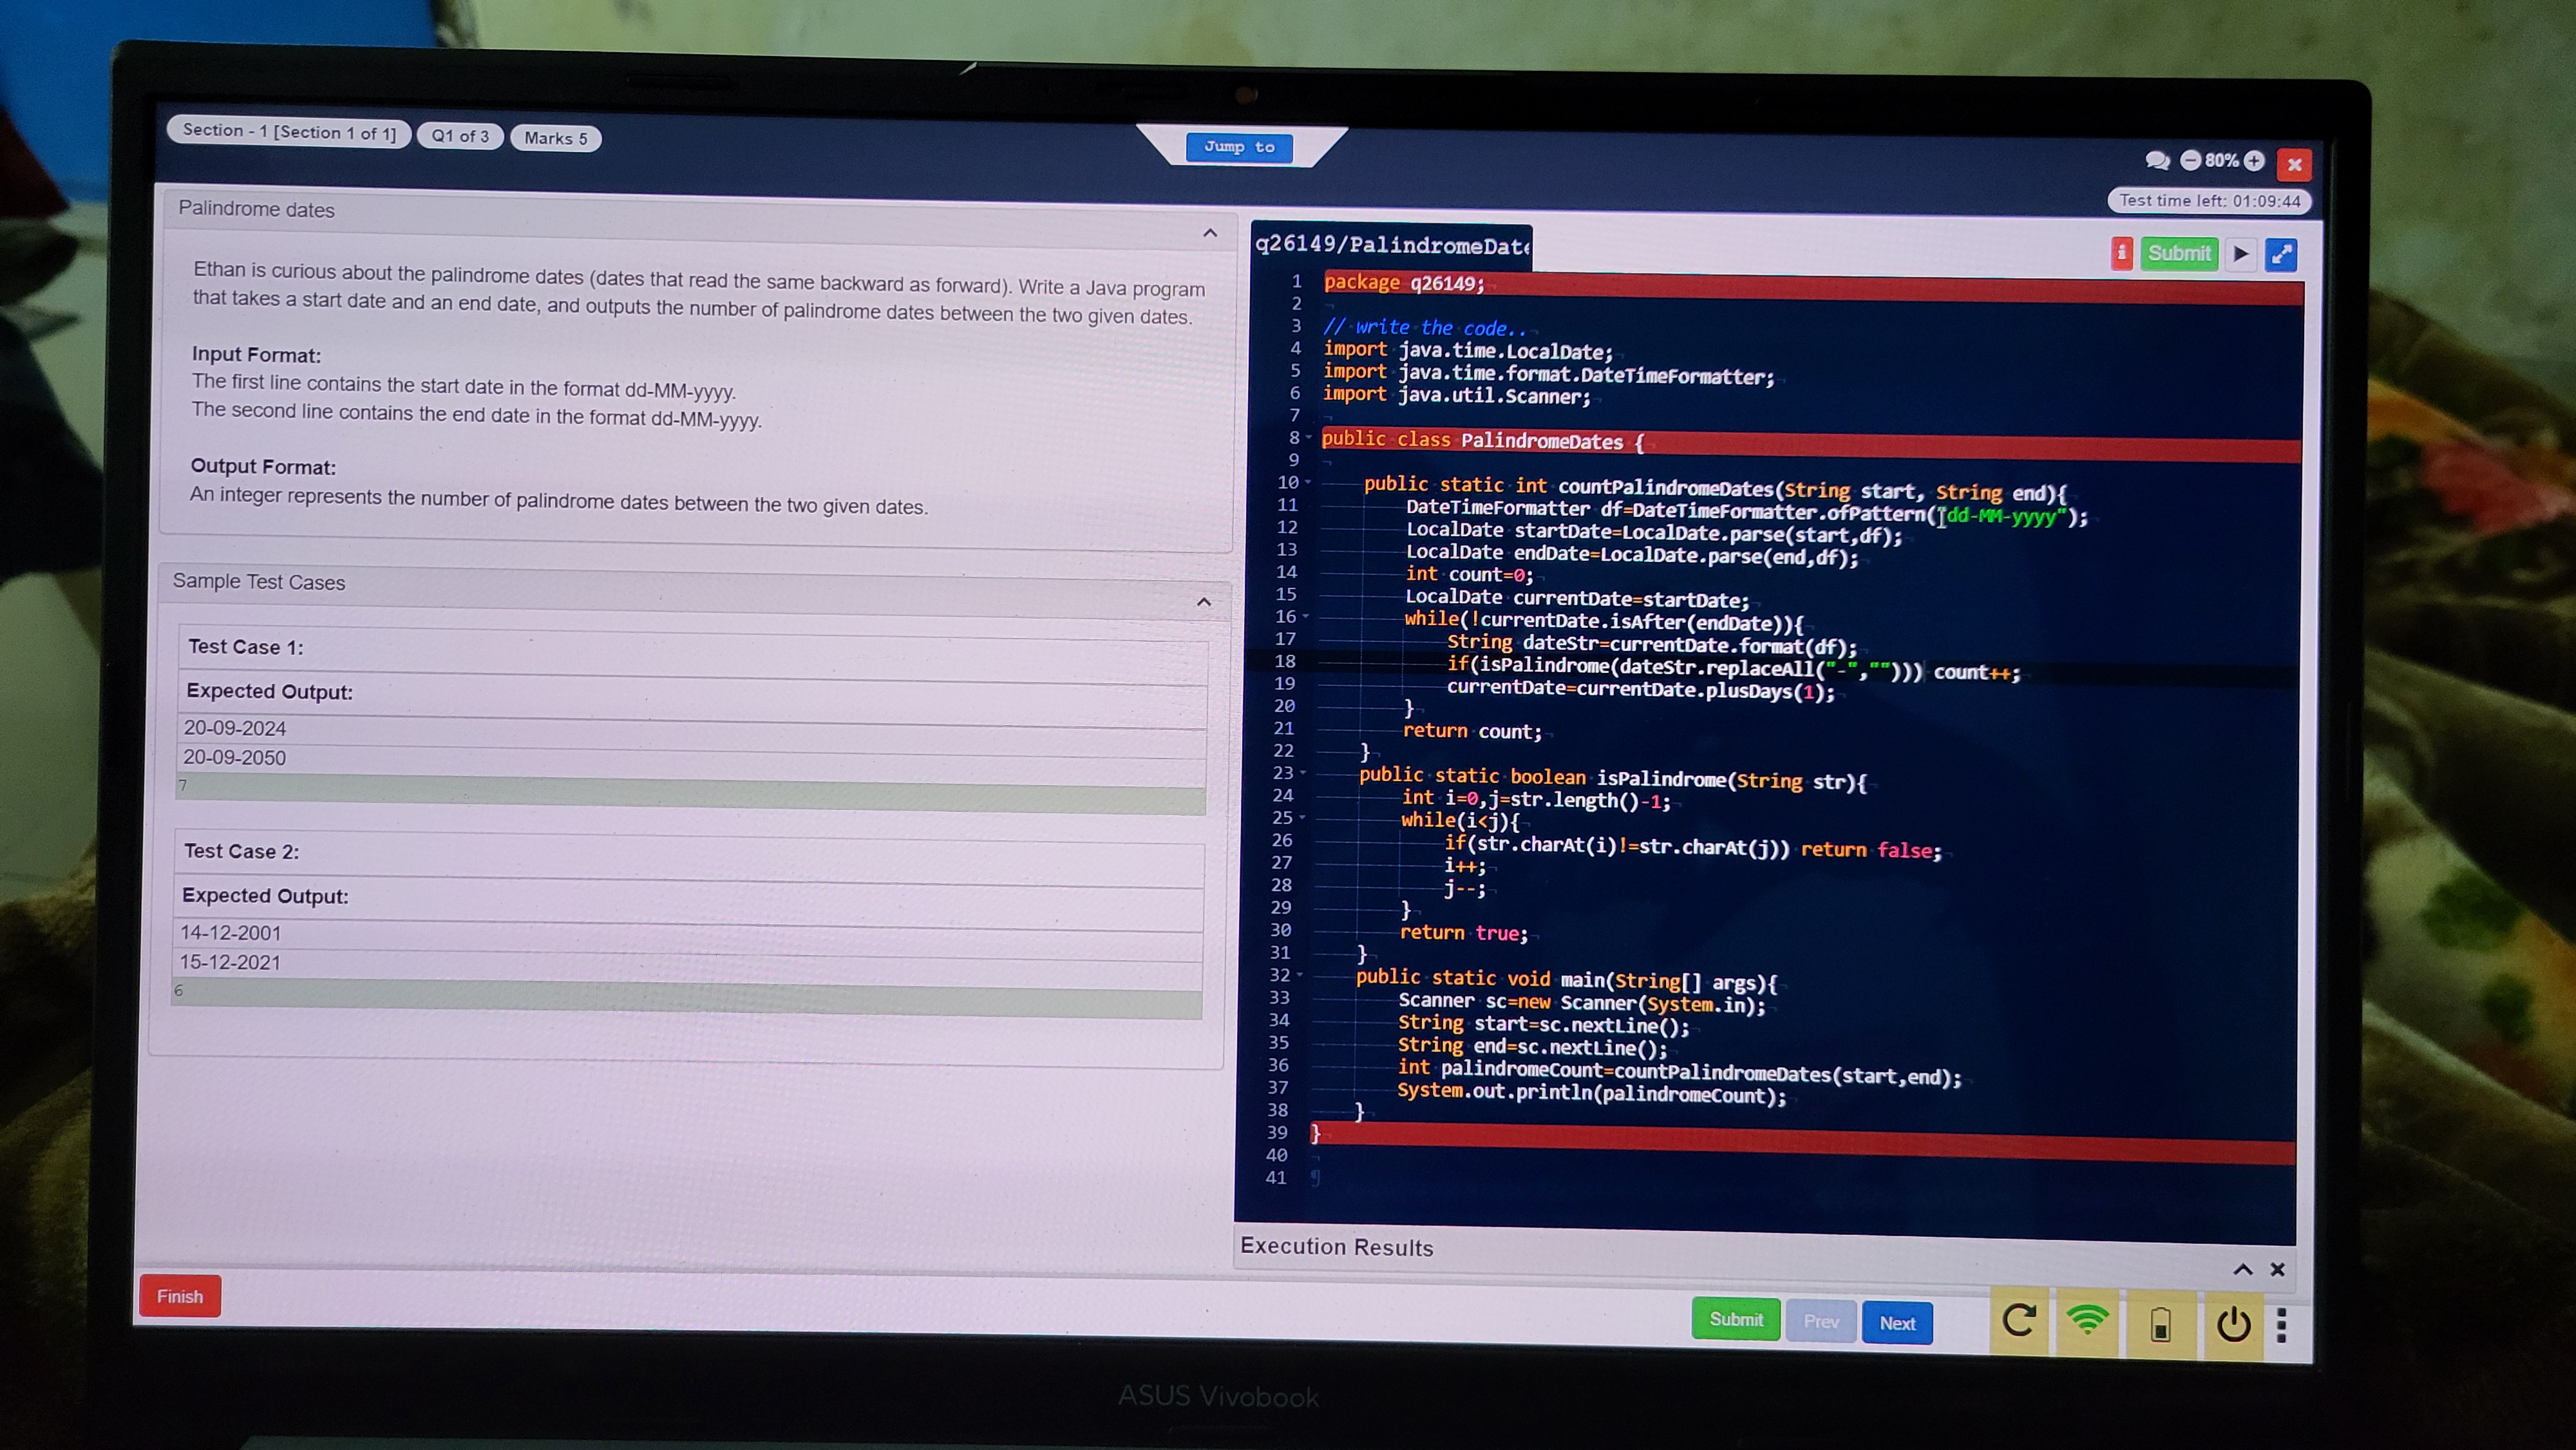 Section - 1 [Section 1 of 1] Q1 of 3 Marks 5
Jump to
80%
Test time left: 01:09:44
Palindrome dates
Ethan is curious about the palindrome dates (dates that read the same backward as forward). Write a Java program
that takes a start date and an end date, and outputs the number of palindrome dates between the two given dates.
Input Format:
The first line contains the start date in the format dd-MM-yyyy.
The second line contains the end date in the format dd-MM-yyyy.
Output Format:
An integer represents the number of palindrome dates between the two given dates.
Sample Test Cases
Test Case 1:
Expected Output:
20-09-2024
20-09-2050
7
Test Case 2:
Expected Output:
14-12-2001
15-12-2021
6
q26149/PalindromeDate
i Submit
1 package q26149;
2
3 // write the code..
4 import java.time.LocalDate;
5 import java.time.format.DateTimeFormatter;
6 import java.util.Scanner;
7
8 public class PalindromeDates {
9
10 public static int countPalindromeDates(String start, String end){
11 DateTimeFormatter df=DateTimeFormatter.ofPattern("dd-MM-yyyy");
12 LocalDate startDate=LocalDate.parse(start,df);
13 LocalDate endDate=LocalDate.parse(end,df);
14 int count=0;
15 LocalDate currentDate=startDate;
16 while(!currentDate.isAfter(endDate)){
17 String dateStr=currentDate.format(df);
18 if(isPalindrome(dateStr.replaceAll("-",""))) count++;
19 currentDate=currentDate.plusDays(1);
20 }
21 return count;
22 }
23 public static boolean isPalindrome(String str){
24 int i=0,j=str.length()-1;
25 while(i<j){
26 if(str.charAt(i)!=str.charAt(j)) return false;
27 i++;
28 j--;
29 }
30 return true;
31 }
32 public static void main(String[] args){
33 Scanner sc=new Scanner(System.in);
34 String start=sc.nextLine();
35 String end=sc.nextLine();
36 int palindromeCount=countPalindromeDates(start,end);
37 System.out.println(palindromeCount);
38 }
39 }
40
41
Execution Results
Finish
Submit Prev Next
ASUS Vivobook